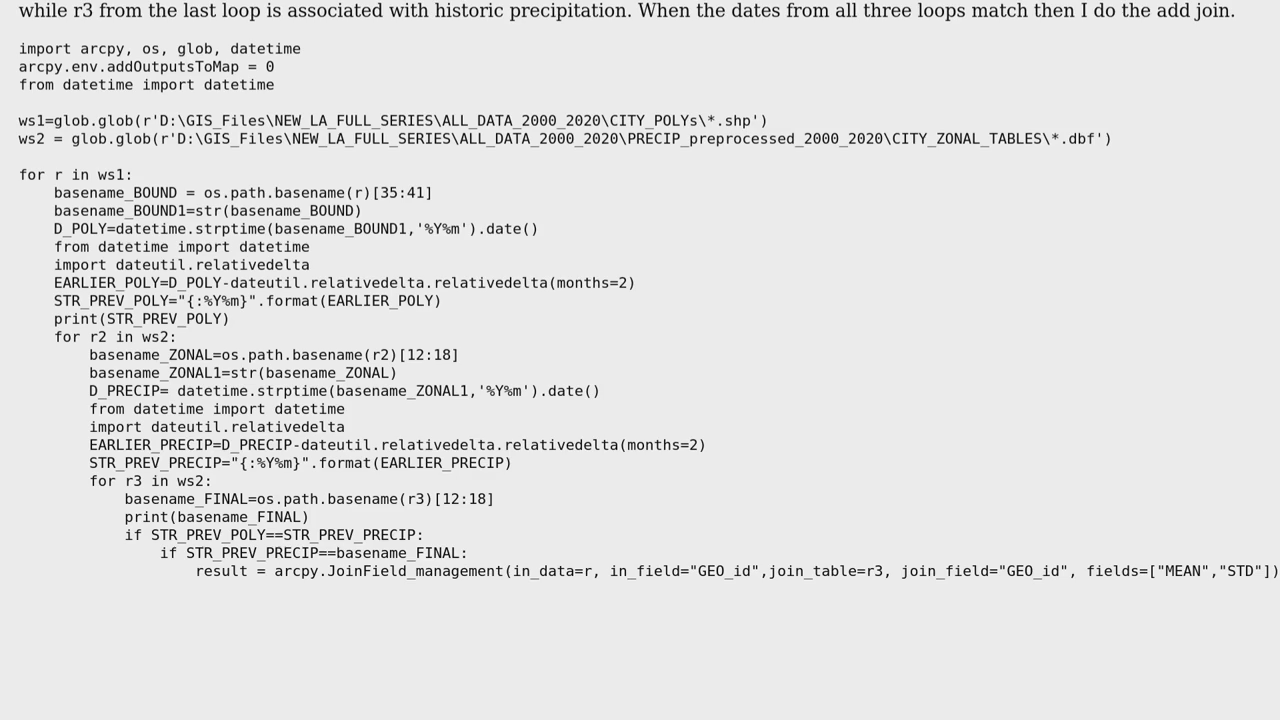 while r3 from the last loop is associated with historic precipitation. When the dates from all three loops match then I do the add join.
import arcpy, os, glob, datetime
arcpy.env.addOutputsToMap = 0
from datetime import datetime
ws1=glob.glob(r'D:\GIS_Files\NEW_LA_FULL_SERIES\ALL_DATA_2000_2020\CITY_POLYs\*.shp')
ws2 = glob.glob(r'D:\GIS_Files\NEW_LA_FULL_SERIES\ALL_DATA_2000_2020\PRECIP_preprocessed_2000_2020\CITY_ZONAL_TABLES\*.dbf')
for r in ws1:
    basename_BOUND = os.path.basename(r)[35:41]
    basename_BOUND1=str(basename_BOUND)
    D_POLY=datetime.strptime(basename_BOUND1,'%Y%m').date()
    from datetime import datetime
    import dateutil.relativedelta
    EARLIER_POLY=D_POLY-dateutil.relativedelta.relativedelta(months=2)
    STR_PREV_POLY="{:%Y%m}".format(EARLIER_POLY)
    print(STR_PREV_POLY)
    for r2 in ws2:
        basename_ZONAL=os.path.basename(r2)[12:18]
        basename_ZONAL1=str(basename_ZONAL)
        D_PRECIP= datetime.strptime(basename_ZONAL1,'%Y%m').date()
        from datetime import datetime
        import dateutil.relativedelta
        EARLIER_PRECIP=D_PRECIP-dateutil.relativedelta.relativedelta(months=2)
        STR_PREV_PRECIP="{:%Y%m}".format(EARLIER_PRECIP)
        for r3 in ws2:
            basename_FINAL=os.path.basename(r3)[12:18]
            print(basename_FINAL)
            if STR_PREV_POLY==STR_PREV_PRECIP:
                if STR_PREV_PRECIP==basename_FINAL:
                    result = arcpy.JoinField_management(in_data=r, in_field="GEO_id",join_table=r3, join_field="GEO_id", fields=["MEAN","STD"])